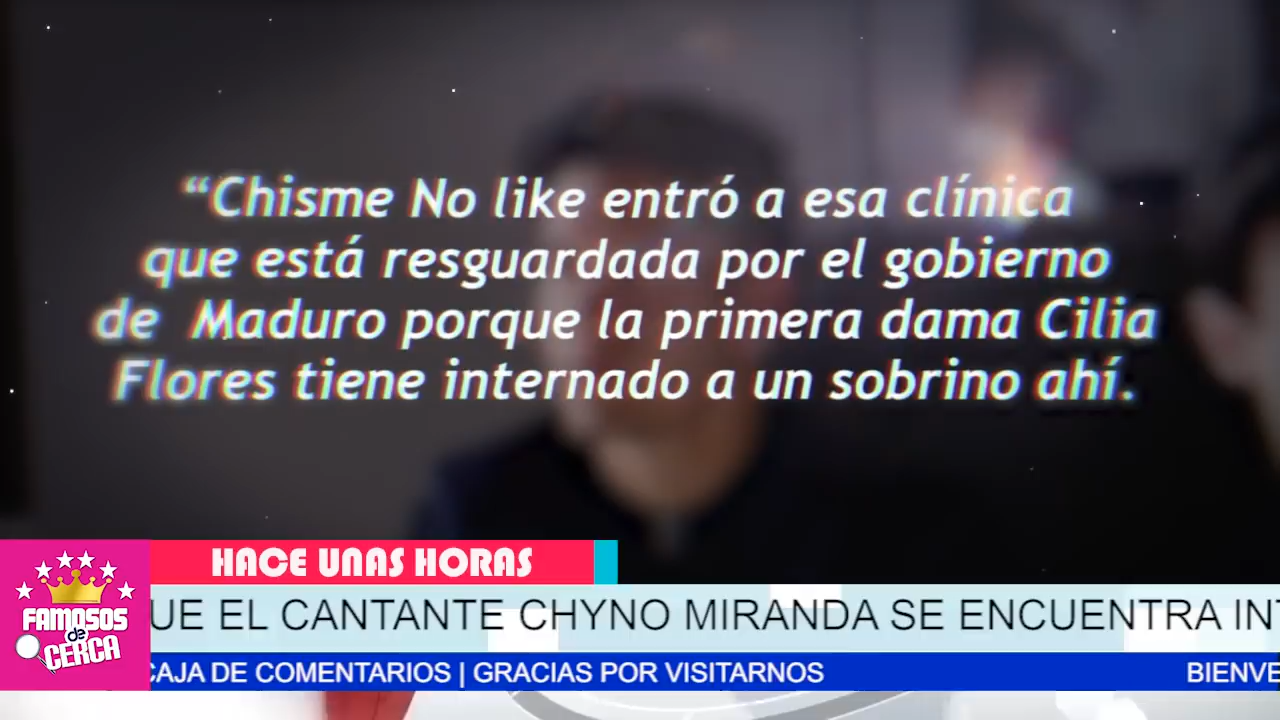 “Chisme No like entró a esa clínica
que está resguardada por el gobierno
de Maduro porque la primera dama Cilia
Flores tiene internado a un sobrino ahí.
HACE UNAS HORAS
FAMOSOS
de
CERCA
UE EL CANTANTE CHYNO MIRANDA SE ENCUENTRA INT
CAJA DE COMENTARIOS | GRACIAS POR VISITARNOS
BIENVE